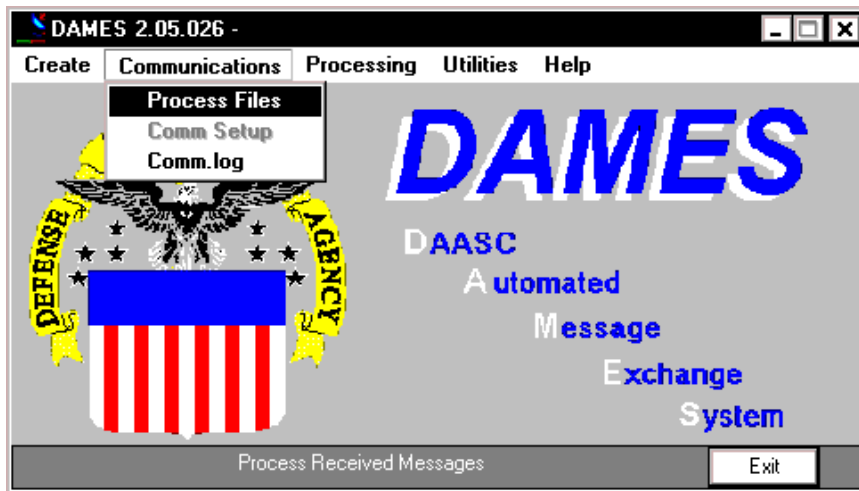 DAMES 2.05.026 -
Create Communications Processing Utilities Help
Process Files
Comm Setup
Comm.log
DAMES
DEFENSE
AGENCY
DAASC
Automated
Message
Exchange
System
Process Received Messages
Exit